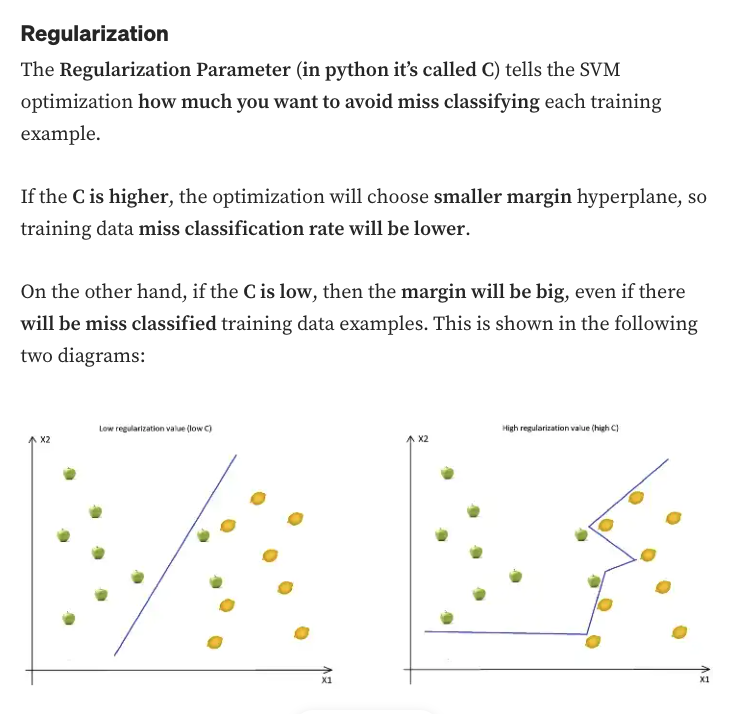 Regularization
The Regularization Parameter (in python it’s called C) tells the SVM
optimization how much you want to avoid miss classifying each training
example.
If the C is higher, the optimization will choose smaller margin hyperplane, so
training data miss classification rate will be lower.
On the other hand, if the C is low, then the margin will be big, even if there
will be miss classified training data examples. This is shown in the following
two diagrams:
Low regularization value (low C)
X2
X1
High regularization value (high C)
X2
X1